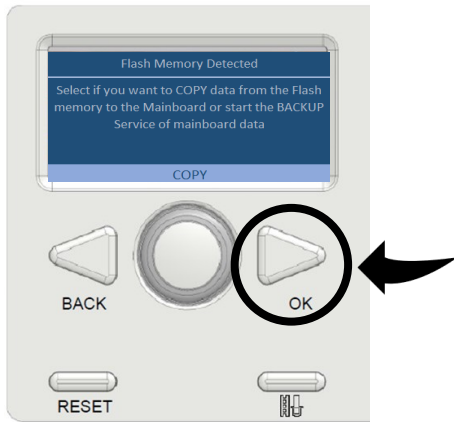 Flash Memory Detected
Select if you want to COPY data from the Flash
memory to the Mainboard or start the BACKUP
Service of mainboard data
COPY
BACK
OK
RESET